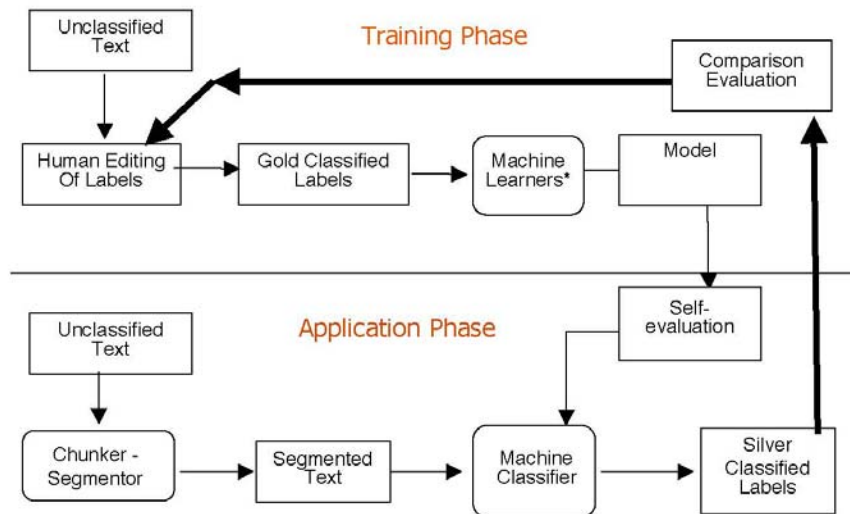 Unclassified
Text
Training Phase
Comparison
Evaluation
Human Editing
Of Labels
Gold Classified
Labels
Machine
Learners*
Model
Unclassified
Text
Application Phase
Self-
evaluation
Chunker -
Segmentor
Segmented
Text
Machine
Classifier
Silver
Classified
Labels